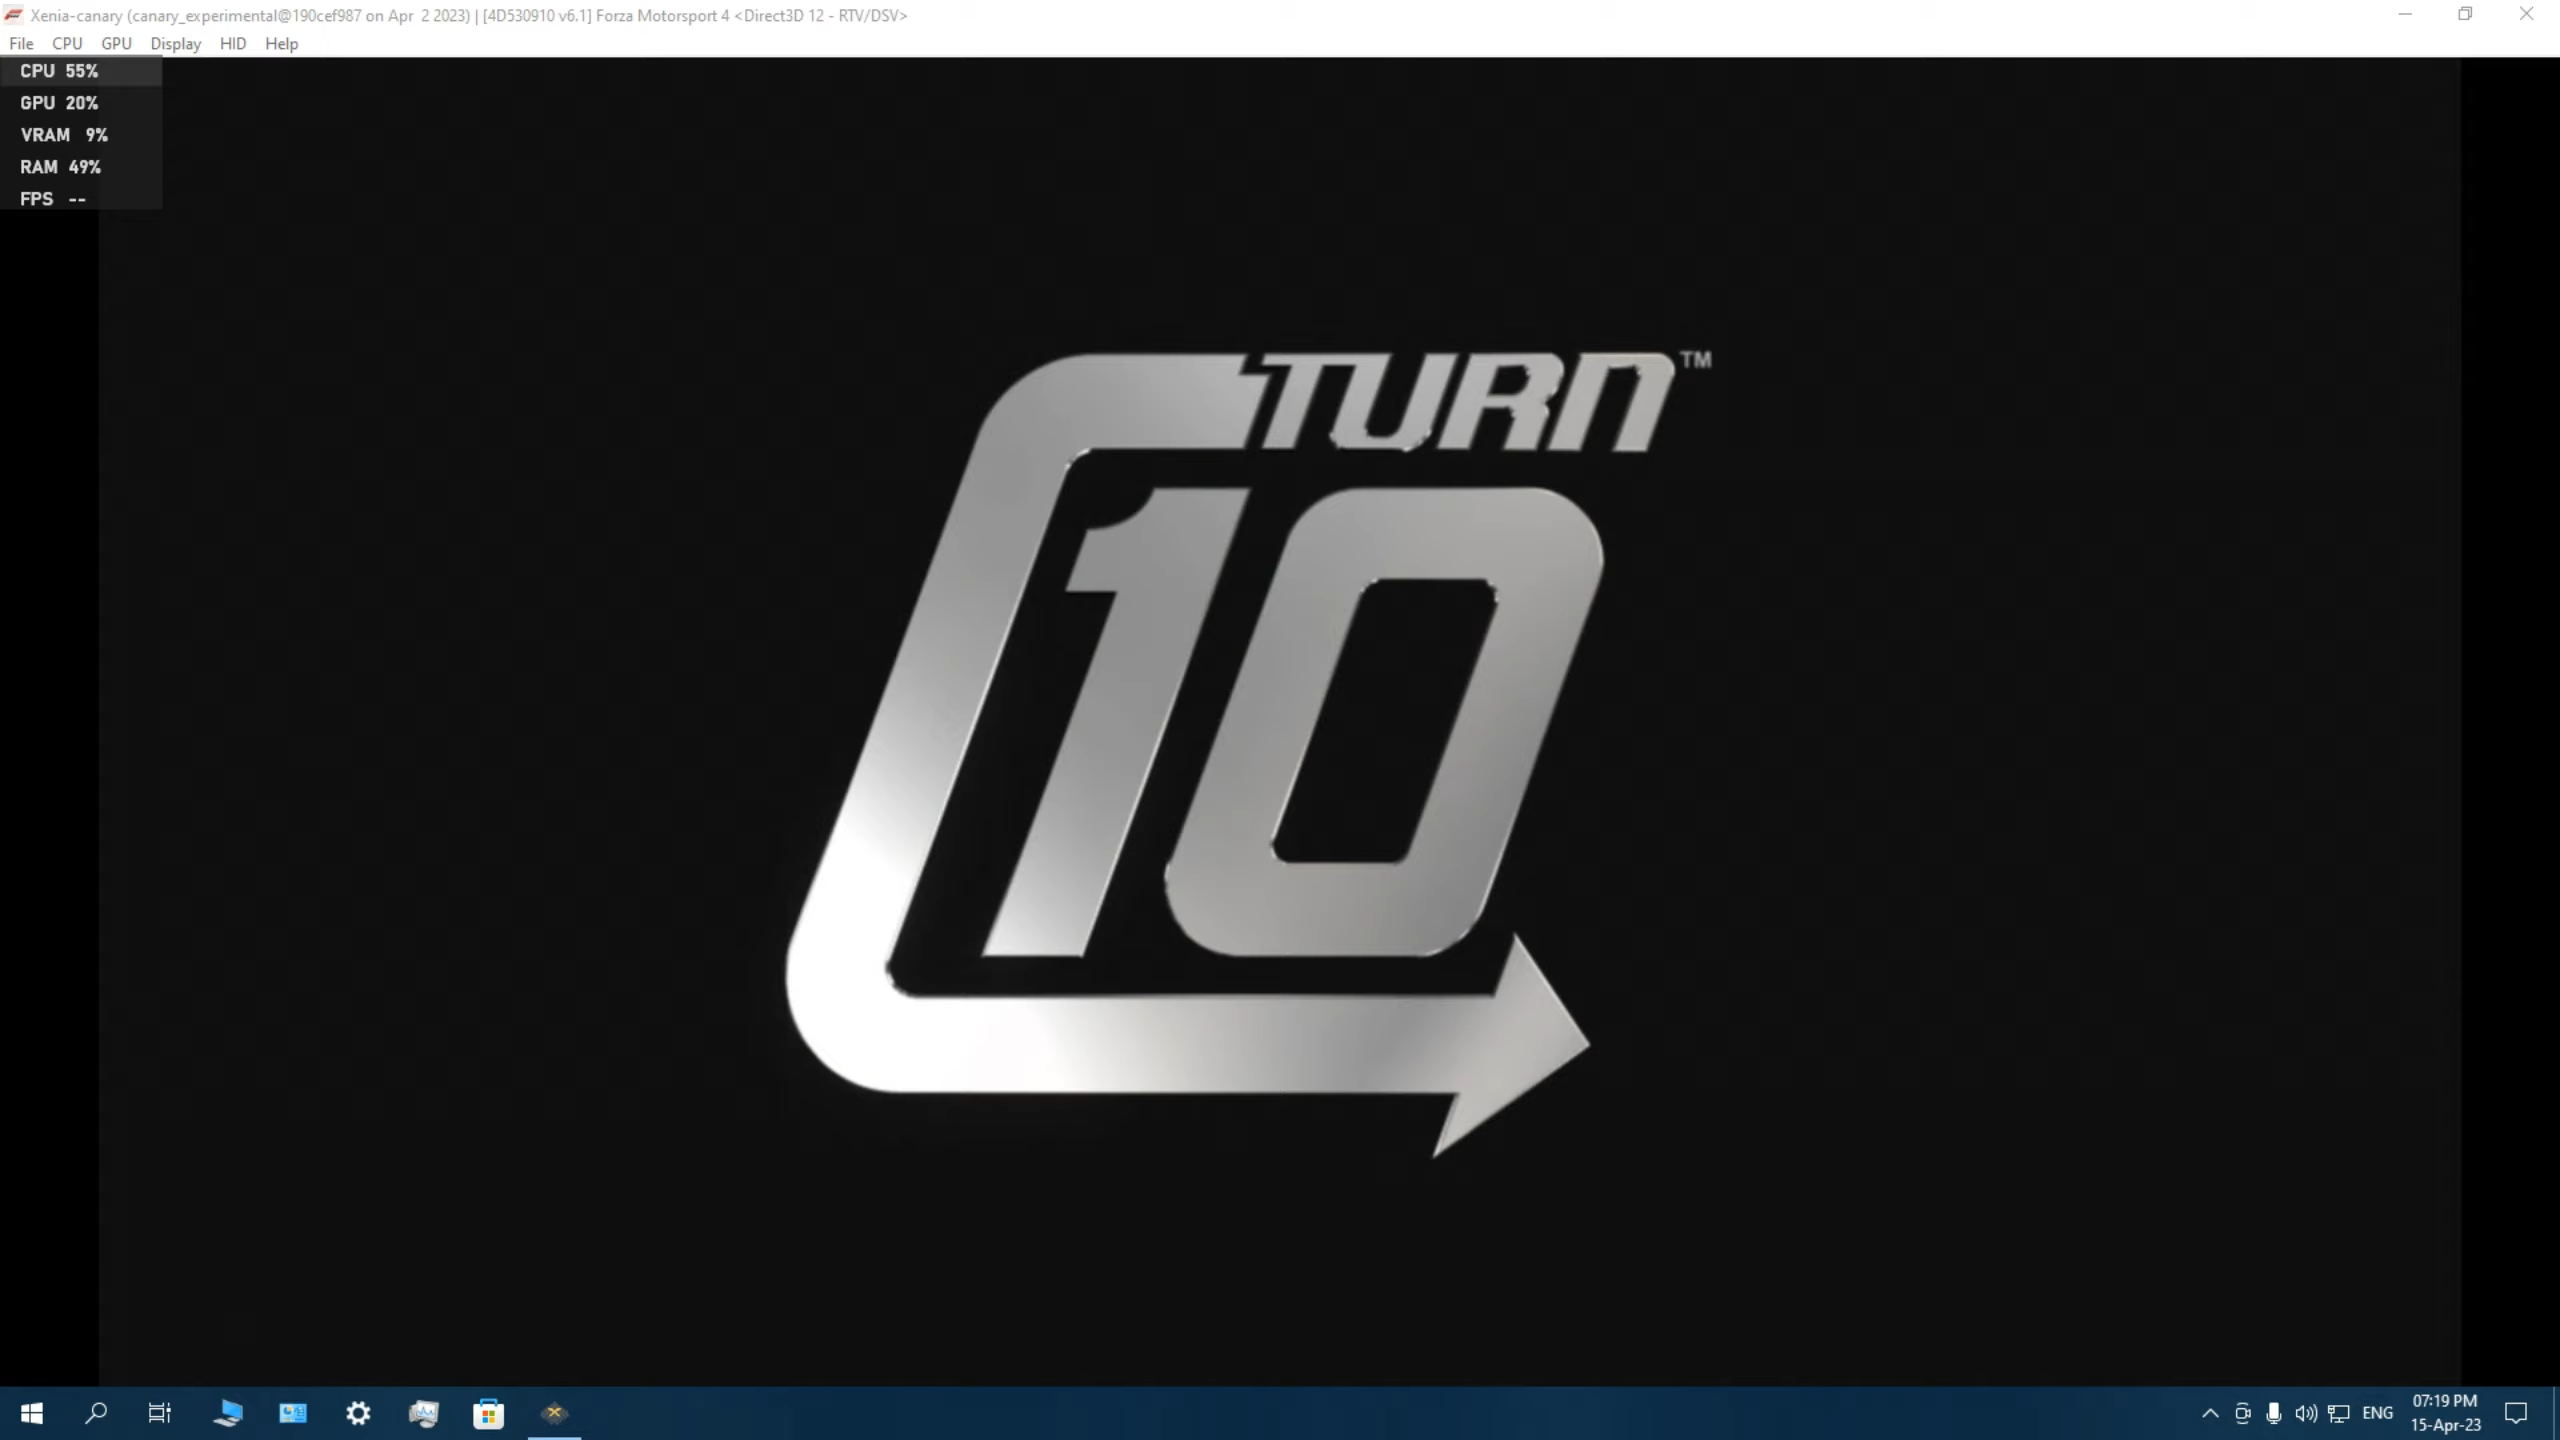 Xenia-canary (canary_experimental@190cef987 on Apr 2 2023) | [4D530910 v6.1] Forza Motorsport 4 <Direct3D 12 - RTV/DSV>
File CPU GPU Display HID Help
CPU 55%
GPU 20%
VRAM 9%
RAM 49%
FPS --
TURN™
10
ENG
07:19 PM
15-Apr-23